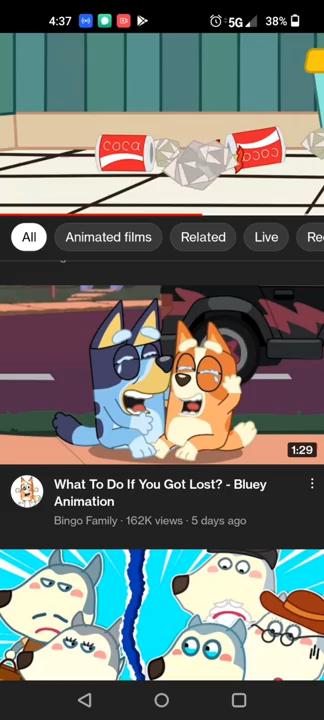 4:37
5G 38%
coca
coca
All Animated films Related Live Re
1:29
What To Do If You Got Lost? - Bluey
Animation
Bingo Family · 162K views · 5 days ago